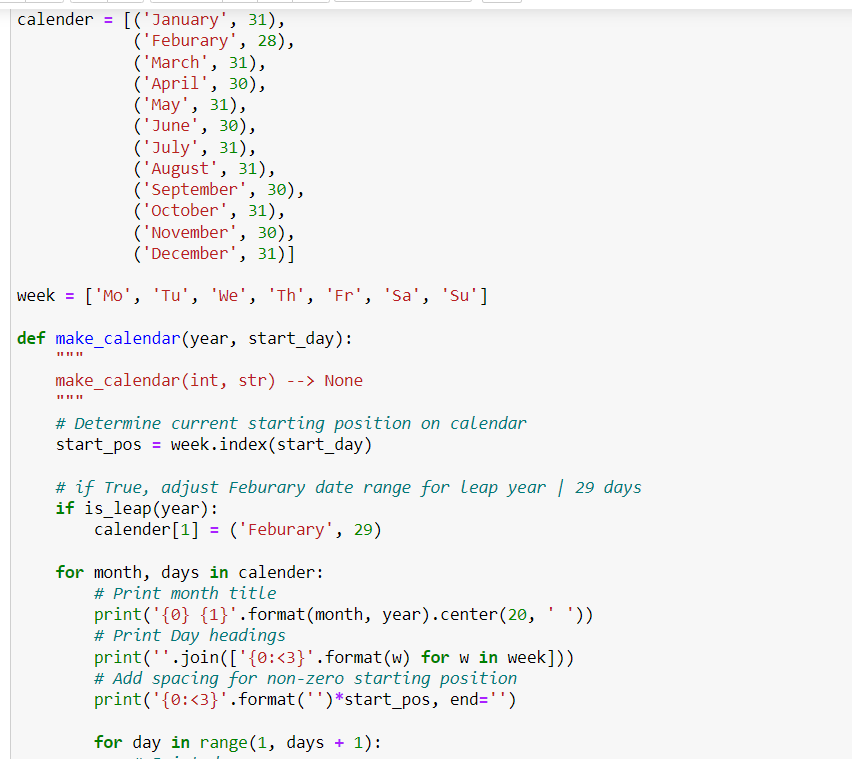 calender = [('January', 31),
            ('Feburary', 28),
            ('March', 31),
            ('April', 30),
            ('May', 31),
            ('June', 30),
            ('July', 31),
            ('August', 31),
            ('September', 30),
            ('October', 31),
            ('November', 30),
            ('December', 31)]

week = ['Mo', 'Tu', 'We', 'Th', 'Fr', 'Sa', 'Su']

def make_calendar(year, start_day):
    """
    make_calendar(int, str) --> None
    """
    # Determine current starting position on calendar
    start_pos = week.index(start_day)

    # if True, adjust Feburary date range for leap year | 29 days
    if is_leap(year):
        calender[1] = ('Feburary', 29)

    for month, days in calender:
        # Print month title
        print('{0} {1}'.format(month, year).center(20, ' '))
        # Print Day headings
        print(''.join(['{0:<3}'.format(w) for w in week]))
        # Add spacing for non-zero starting position
        print('{0:<3}'.format('')*start_pos, end='')

        for day in range(1, days + 1):